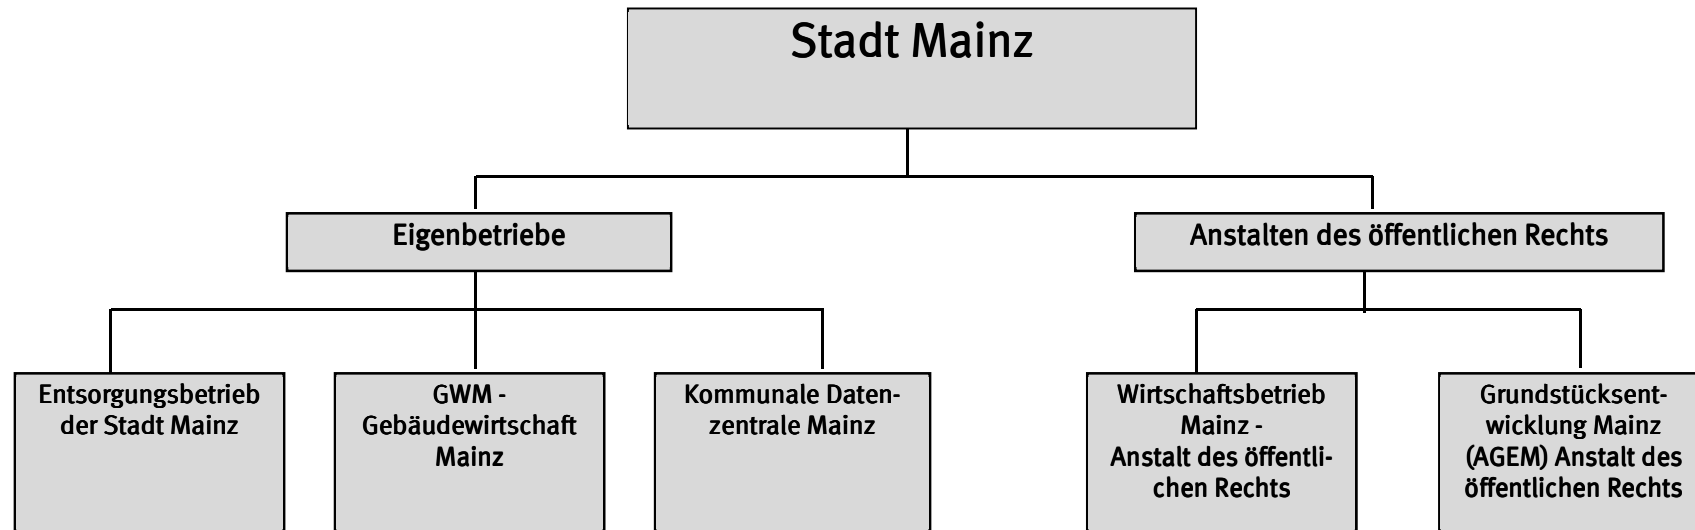 Stadt Mainz
Eigenbetriebe
Anstalten des öffentlichen Rechts
Entsorgungsbetrieb
der Stadt Mainz
GWM -
Gebäudewirtschaft
Mainz
Kommunale Daten-
zentrale Mainz
Wirtschaftsbetrieb
Mainz -
Anstalt des öffentli-
chen Rechts
Grundstücksent-
wicklung Mainz
(AGEM) Anstalt des
öffentlichen Rechts